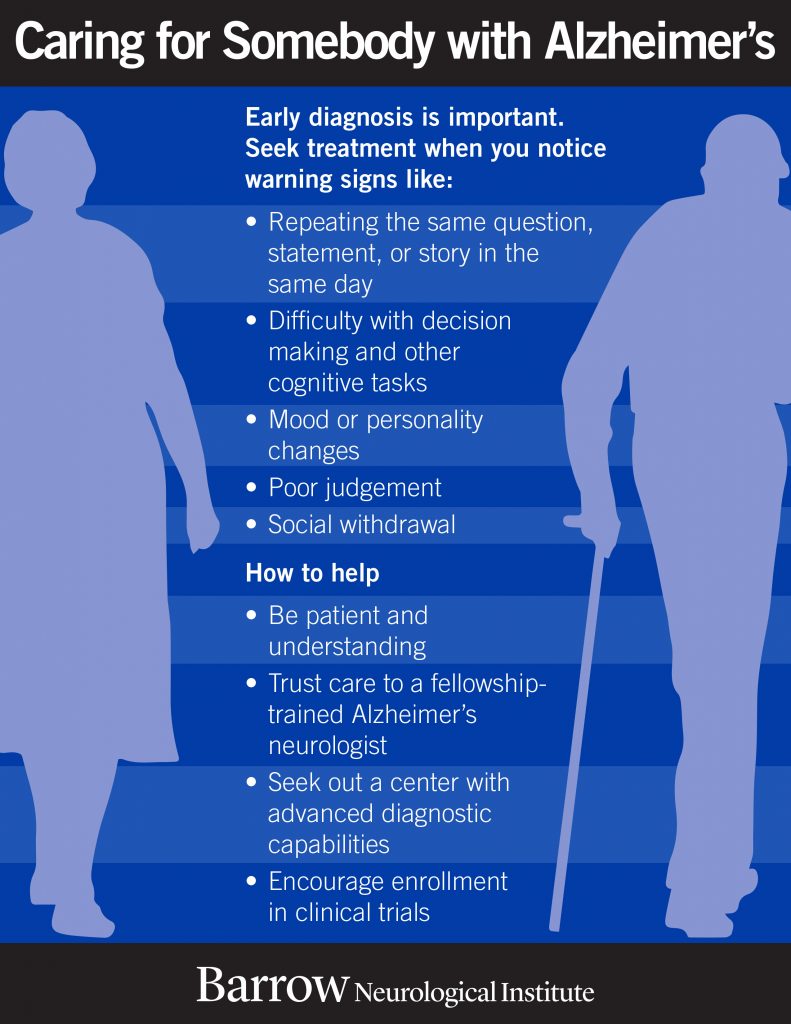 Caring for Somebody with Alzheimer’s
Early diagnosis is important.
Seek treatment when you notice
warning signs like:
• Repeating the same question,
statement, or story in the
same day
• Difficulty with decision
making and other
cognitive tasks
• Mood or personality
changes
• Poor judgement
• Social withdrawal
How to help
• Be patient and
understanding
• Trust care to a fellowship-
trained Alzheimer’s
neurologist
• Seek out a center with
advanced diagnostic
capabilities
• Encourage enrollment
in clinical trials
Barrow Neurological Institute